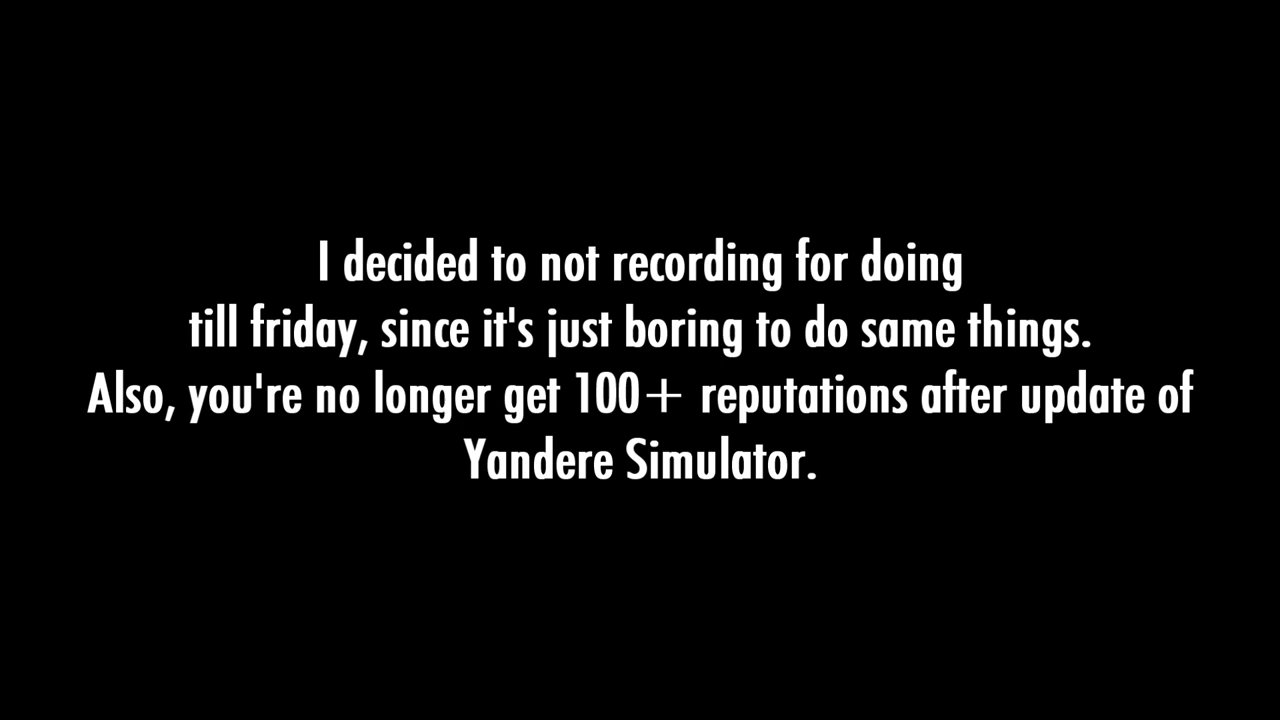 I decided to not recording for doing
till friday, since it's just boring to do same things.
Also, you're no longer get 100+ reputations after update of
Yandere Simulator.